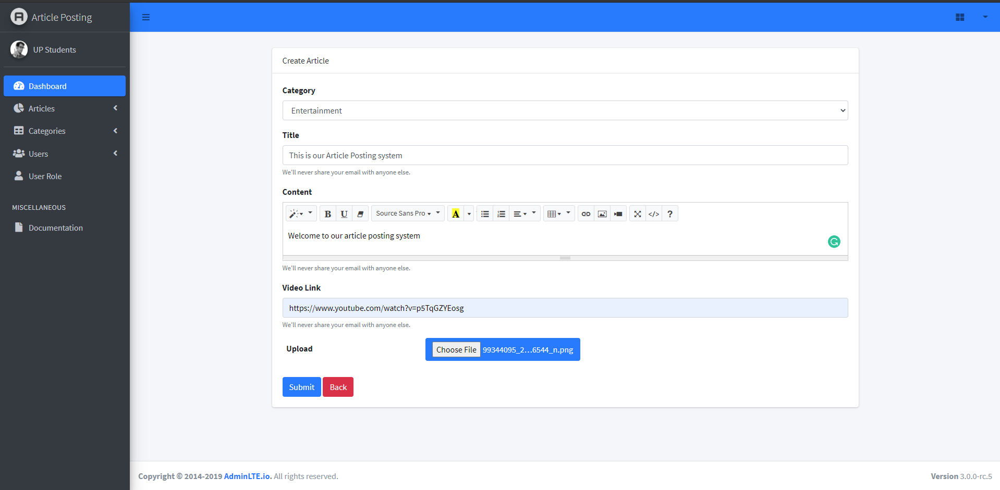 Article Posting
UP Students
Dashboard
Articles
Categories
Users
User Role
MISCELLANEOUS
Documentation
Create Article
Category
Entertainment
Title
This is our Article Posting system
We'll never share your email with anyone else.
Content
B U Source Sans Pro A </> ?
Welcome to our article posting system
We'll never share your email with anyone else.
Video Link
https://www.youtube.com/watch?v=p5TqGZYEosg
We'll never share your email with anyone else.
Upload Choose File 99344095_2...6544_n.png
Submit Back
Copyright © 2014-2019 AdminLTE.io. All rights reserved. Version 3.0.0-rc.5